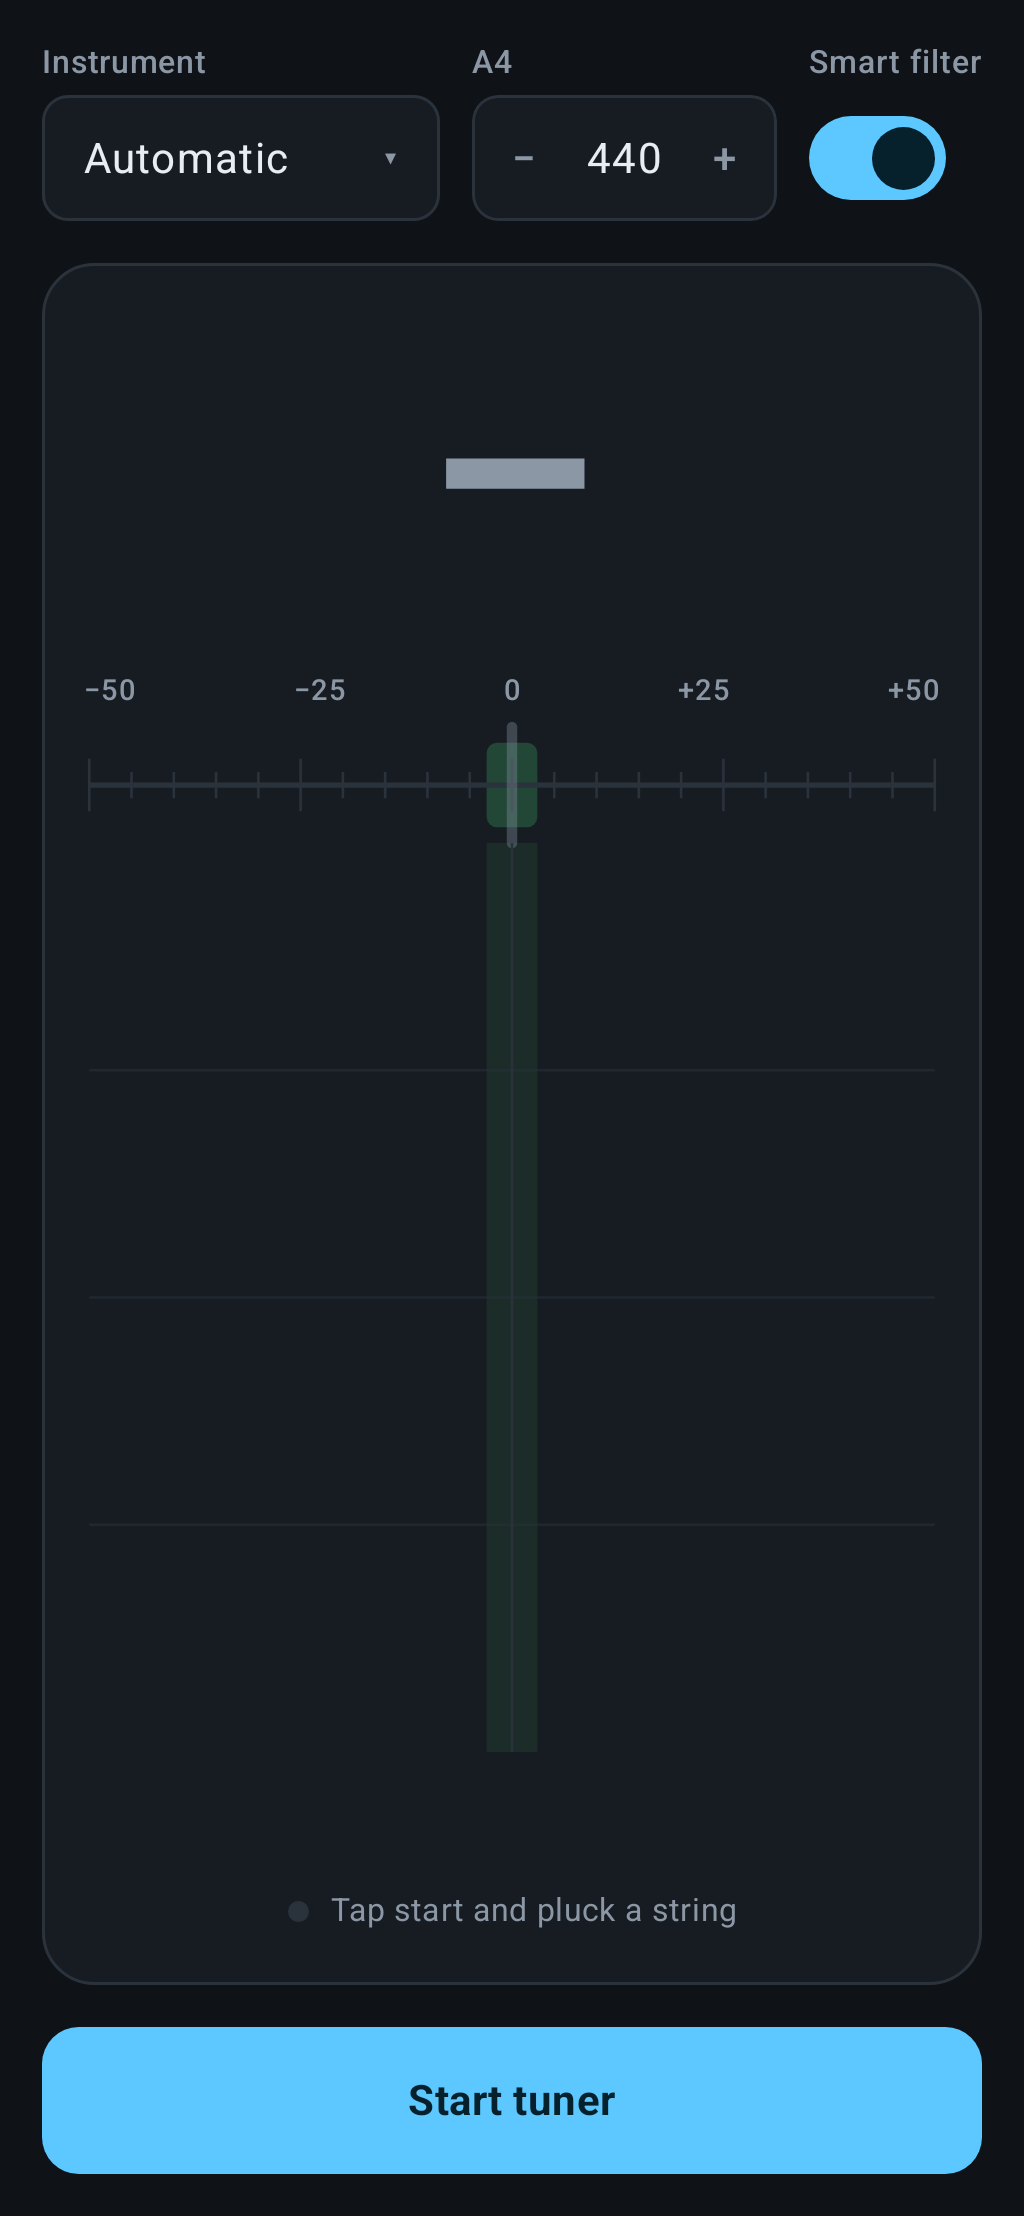 Instrument A4 Smart filter
Automatic ▾ − 440 +
–
−50 −25 0 +25 +50
Tap start and pluck a string
Start tuner